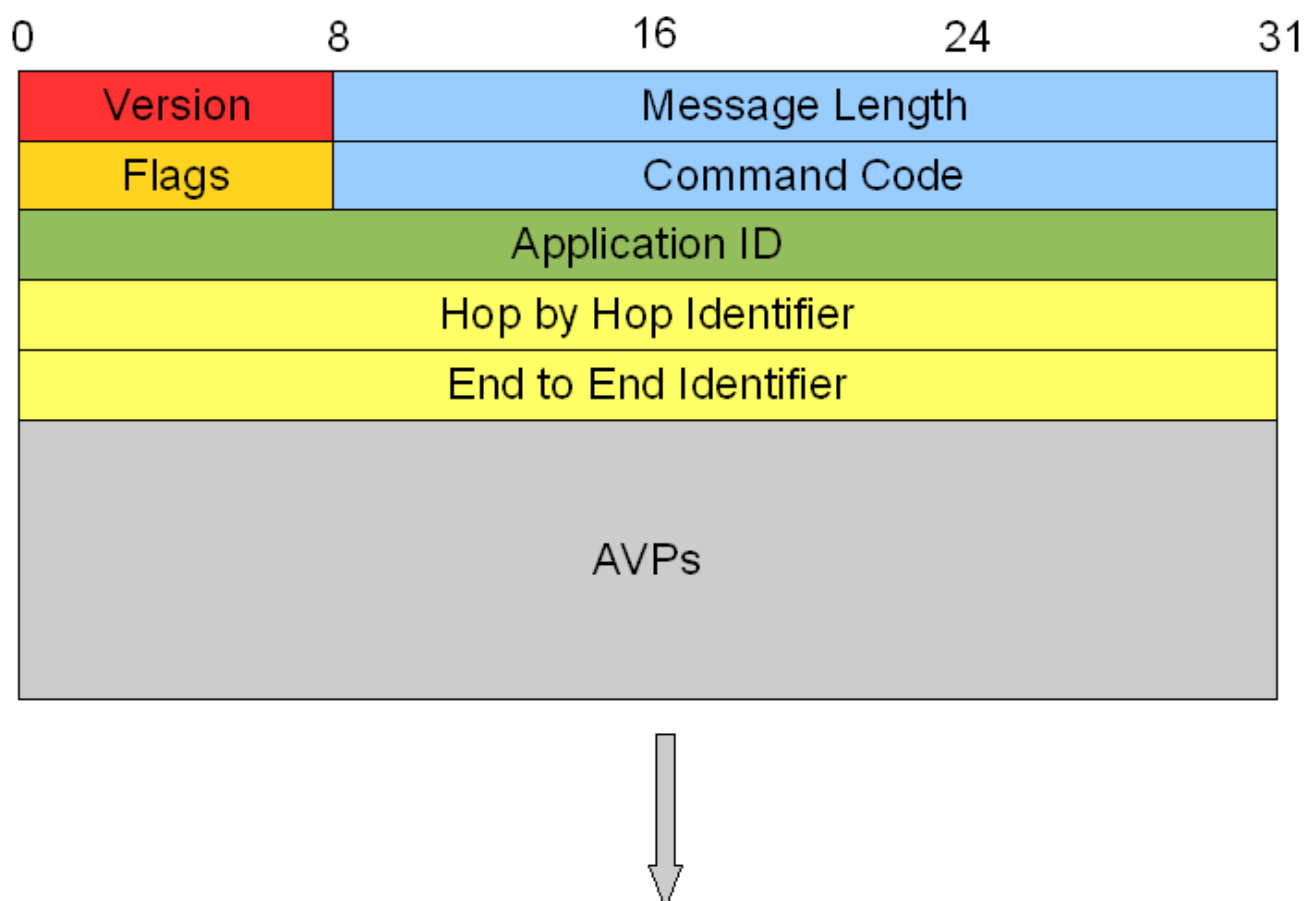 0 8 16 24 31
Version Message Length
Flags Command Code
Application ID
Hop by Hop Identifier
End to End Identifier
AVPs